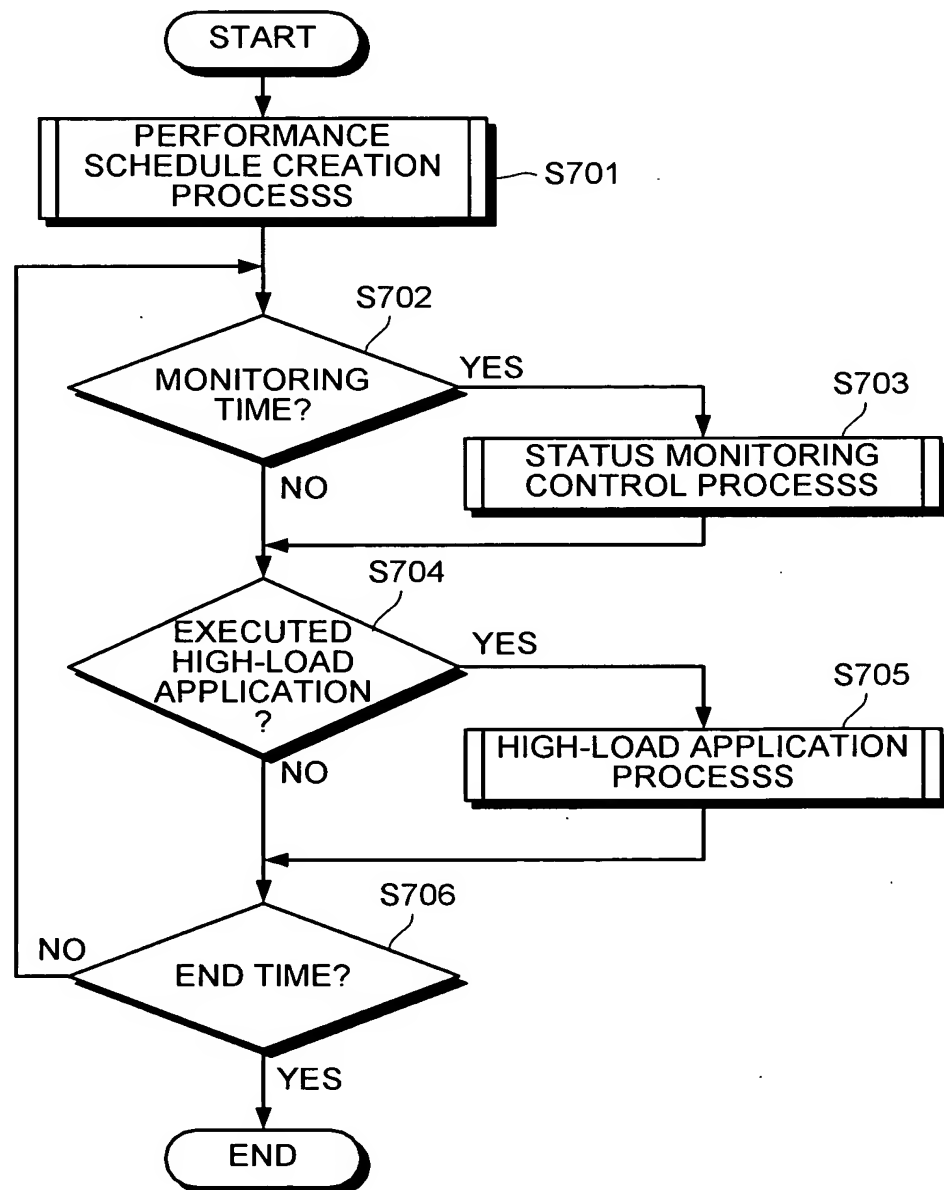 START
PERFORMANCE
SCHEDULE CREATION
PROCESSS
S701
S702
MONITORING
TIME?
YES
NO
S703
STATUS MONITORING
CONTROL PROCESSS
S704
EXECUTED
HIGH-LOAD
APPLICATION
?
YES
NO
S705
HIGH-LOAD APPLICATION
PROCESSS
S706
END TIME?
NO
YES
END